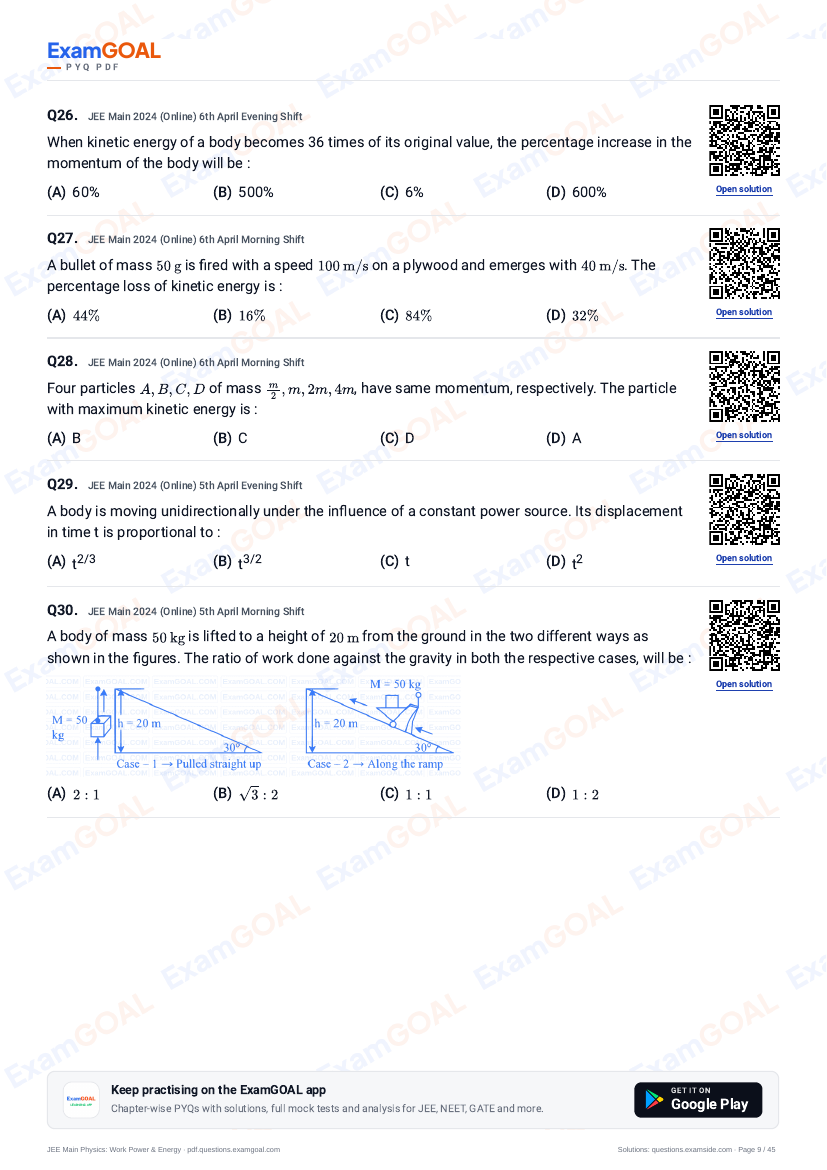 ExamGOAL
PYQ PDF
Q26. JEE Main 2024 (Online) 6th April Evening Shift
When kinetic energy of a body becomes 36 times of its original value, the percentage increase in the
momentum of the body will be :
(A) 60% (B) 500% (C) 6% (D) 600%
Open solution
Q27. JEE Main 2024 (Online) 6th April Morning Shift
A bullet of mass 50 g is fired with a speed 100 m/s on a plywood and emerges with 40 m/s. The
percentage loss of kinetic energy is :
(A) 44% (B) 16% (C) 84% (D) 32%
Open solution
Q28. JEE Main 2024 (Online) 6th April Morning Shift
Four particles A, B, C, D of mass m/2, m, 2m, 4m, have same momentum, respectively. The particle
with maximum kinetic energy is :
(A) B (B) C (C) D (D) A
Open solution
Q29. JEE Main 2024 (Online) 5th April Evening Shift
A body is moving unidirectionally under the influence of a constant power source. Its displacement
in time t is proportional to :
(A) t^2/3 (B) t^3/2 (C) t (D) t^2
Open solution
Q30. JEE Main 2024 (Online) 5th April Morning Shift
A body of mass 50 kg is lifted to a height of 20 m from the ground in the two different ways as
shown in the figures. The ratio of work done against the gravity in both the respective cases, will be :
Open solution
M = 50
kg
h = 20 m
30°
Case – 1 → Pulled straight up
M = 50 kg
h = 20 m
30°
Case – 2 → Along the ramp
(A) 2 : 1 (B) √3 : 2 (C) 1 : 1 (D) 1 : 2
Keep practising on the ExamGOAL app
Chapter-wise PYQs with solutions, full mock tests and analysis for JEE, NEET, GATE and more.
GET IT ON
Google Play
JEE Main Physics: Work Power & Energy · pdf.questions.examgoal.com
Solutions: questions.examside.com · Page 9 / 45